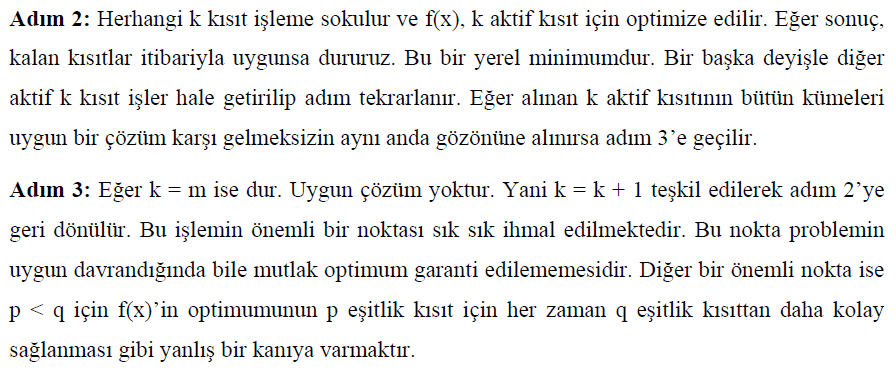 Adım 2: Herhangi k kısıt işleme sokulur ve f(x), k aktif kısıt için optimize edilir. Eğer sonuç,
kalan kısıtlar itibariyla uygunsa dururuz. Bu bir yerel minimumdur. Bir başka deyişle diğer
aktif k kısıt işler hale getirilip adım tekrarlanır. Eğer alınan k aktif kısıtının bütün kümeleri
uygun bir çözüm karşı gelmeksizin aynı anda gözönüne alınırsa adım 3’e geçilir.
Adım 3: Eğer k = m ise dur. Uygun çözüm yoktur. Yani k = k + 1 teşkil edilerek adım 2’ye
geri dönülür. Bu işlemin önemli bir noktası sık sık ihmal edilmektedir. Bu nokta problemin
uygun davrandığında bile mutlak optimum garanti edilememesidir. Diğer bir önemli nokta ise
p < q için f(x)’in optimumunun p eşitlik kısıt için her zaman q eşitlik kısıttan daha kolay
sağlanması gibi yanlış bir kanıya varmaktır.